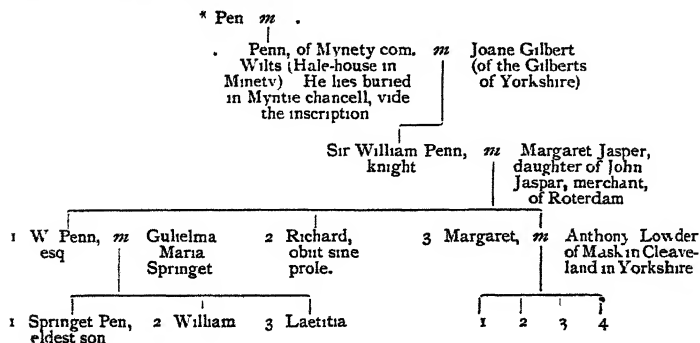 * Pen m .
. Penn, of Mynety com. m Joane Gilbert
Wilts (Hale-house in (of the Gilberts
Minety) He lies buried of Yorkshire)
in Myntie chancell, vide
the inscription
Sir William Penn, m Margaret Jasper,
knight daughter of John
Jaspar, merchant,
of Roterdam
1 W Penn, m Gulielma 2 Richard, 3 Margaret, m Anthony Lowder
esq Maria obiit sine of Mask in Cleave-
Springet prole. land in Yorkshire
1 Springet Pen, 2 William 3 Laetitia 1 2 3 4
eldest son